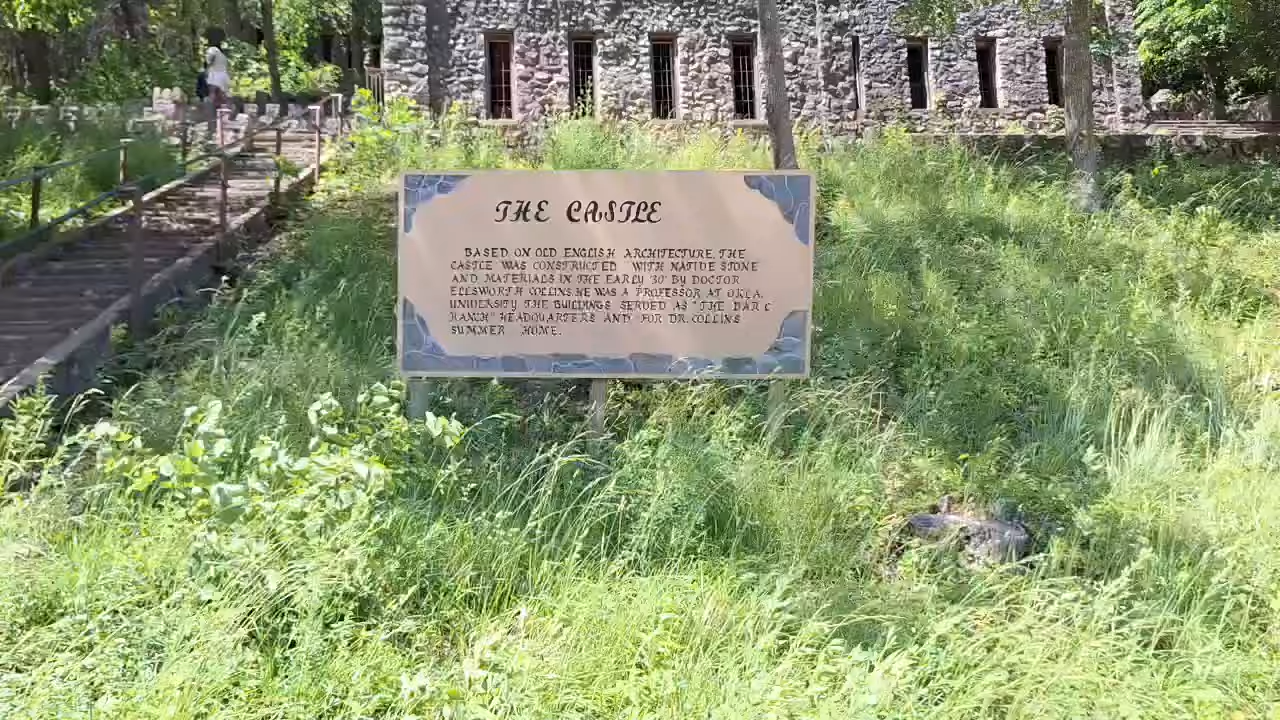 THE CASTLE
BASED ON OLD ENGLISH ARCHITECTURE, THE
CASTLE WAS CONSTRUCTED WITH NATIVE STONE
AND MATERIALS IN THE EARLY '30' BY DOCTOR
ELLSWORTH COLLINS. HE WAS A PROFESSOR AT OKLA.
UNIVERSITY. THE BUILDINGS SERVED AS "THE BAR C
RANCH" HEADQUARTERS AND FOR DR. COLLINS
SUMMER HOME.